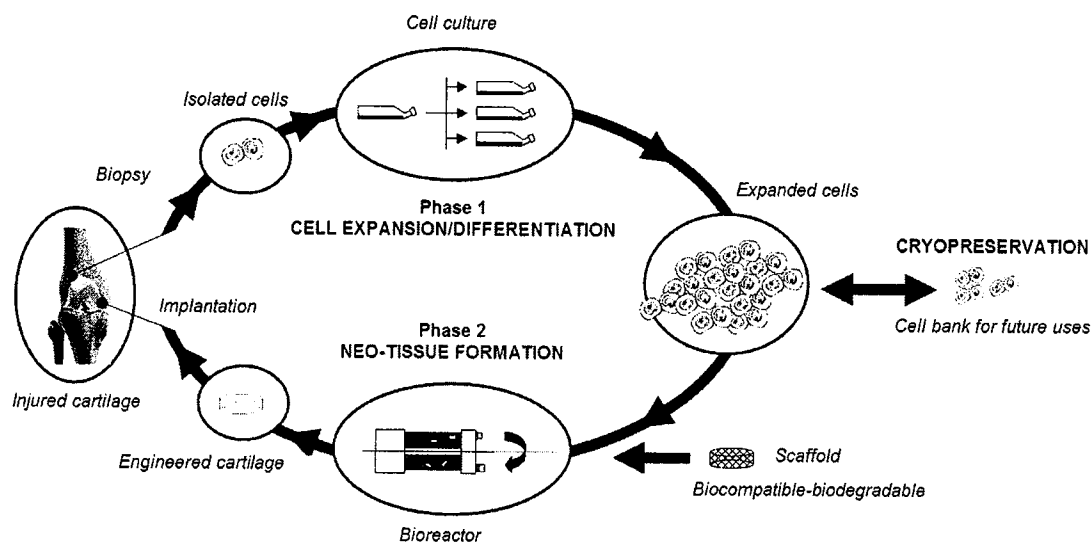 Cell culture
Isolated cells
Biopsy
Phase 1
CELL EXPANSION/DIFFERENTIATION
Expanded cells
CRYOPRESERVATION
Cell bank for future uses
Implantation
Phase 2
NEO-TISSUE FORMATION
Injured cartilage
Engineered cartilage
Scaffold
Biocompatible-biodegradable
Bioreactor